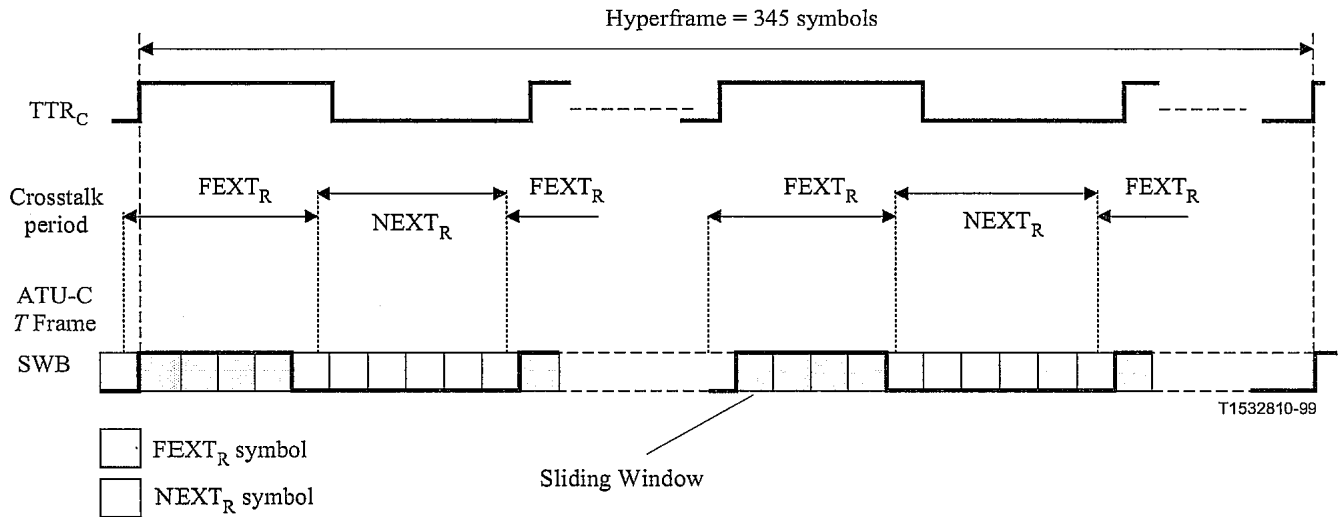 Hyperframe = 345 symbols
TTR_C
Crosstalk period
FEXT_R
NEXT_R
FEXT_R
FEXT_R
NEXT_R
FEXT_R
ATU-C
T Frame
SWB
T1532810-99
FEXT_R symbol
NEXT_R symbol
Sliding Window